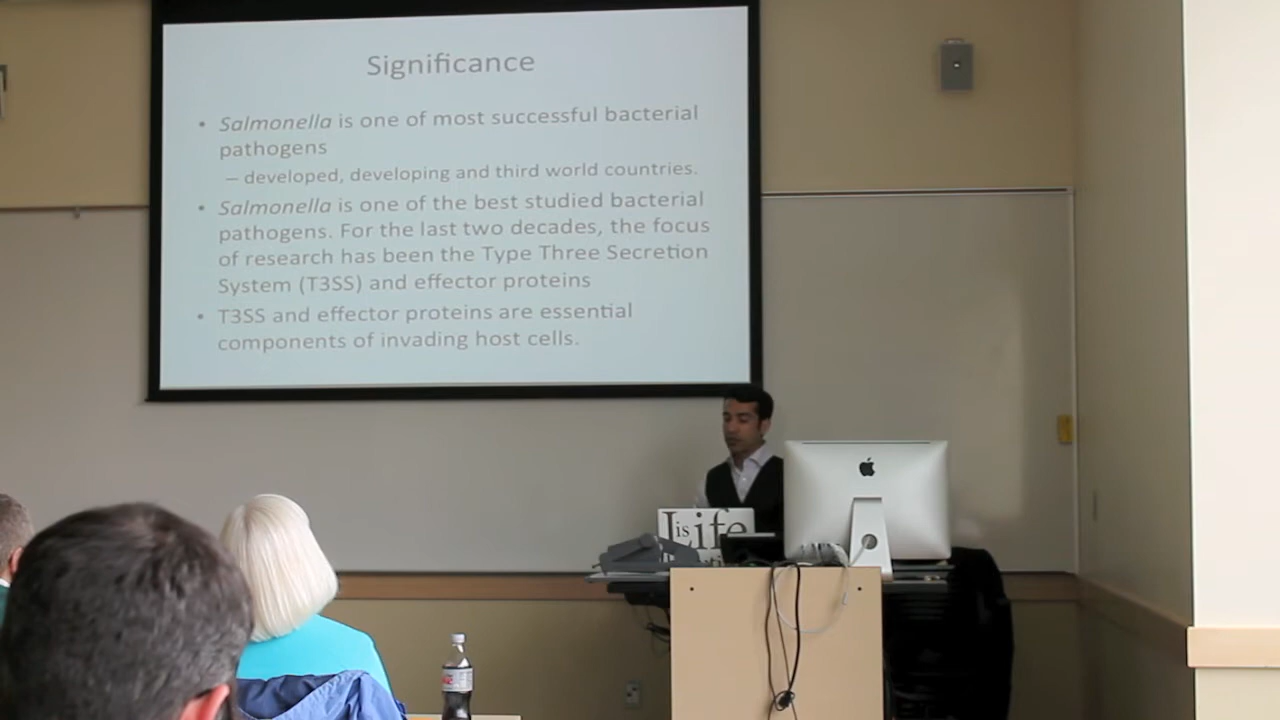 Significance
• Salmonella is one of most successful bacterial
pathogens
– developed, developing and third world countries.
• Salmonella is one of the best studied bacterial
pathogens. For the last two decades, the focus
of research has been the Type Three Secretion
System (T3SS) and effector proteins
• T3SS and effector proteins are essential
components of invading host cells.
Life
is